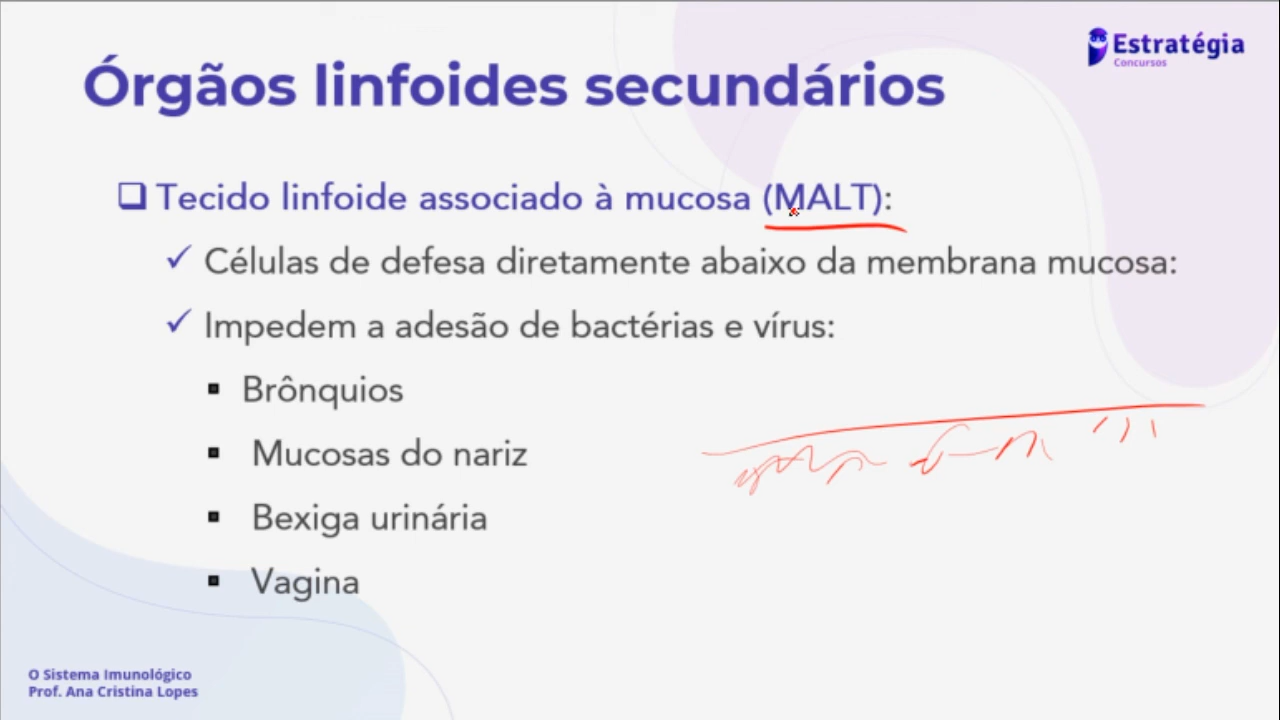 Estratégia
Concursos
Órgãos linfoides secundários
Tecido linfoide associado à mucosa (MALT):
Células de defesa diretamente abaixo da membrana mucosa:
Impedem a adesão de bactérias e vírus:
Brônquios
Mucosas do nariz
Bexiga urinária
Vagina
O Sistema Imunológico
Prof. Ana Cristina Lopes